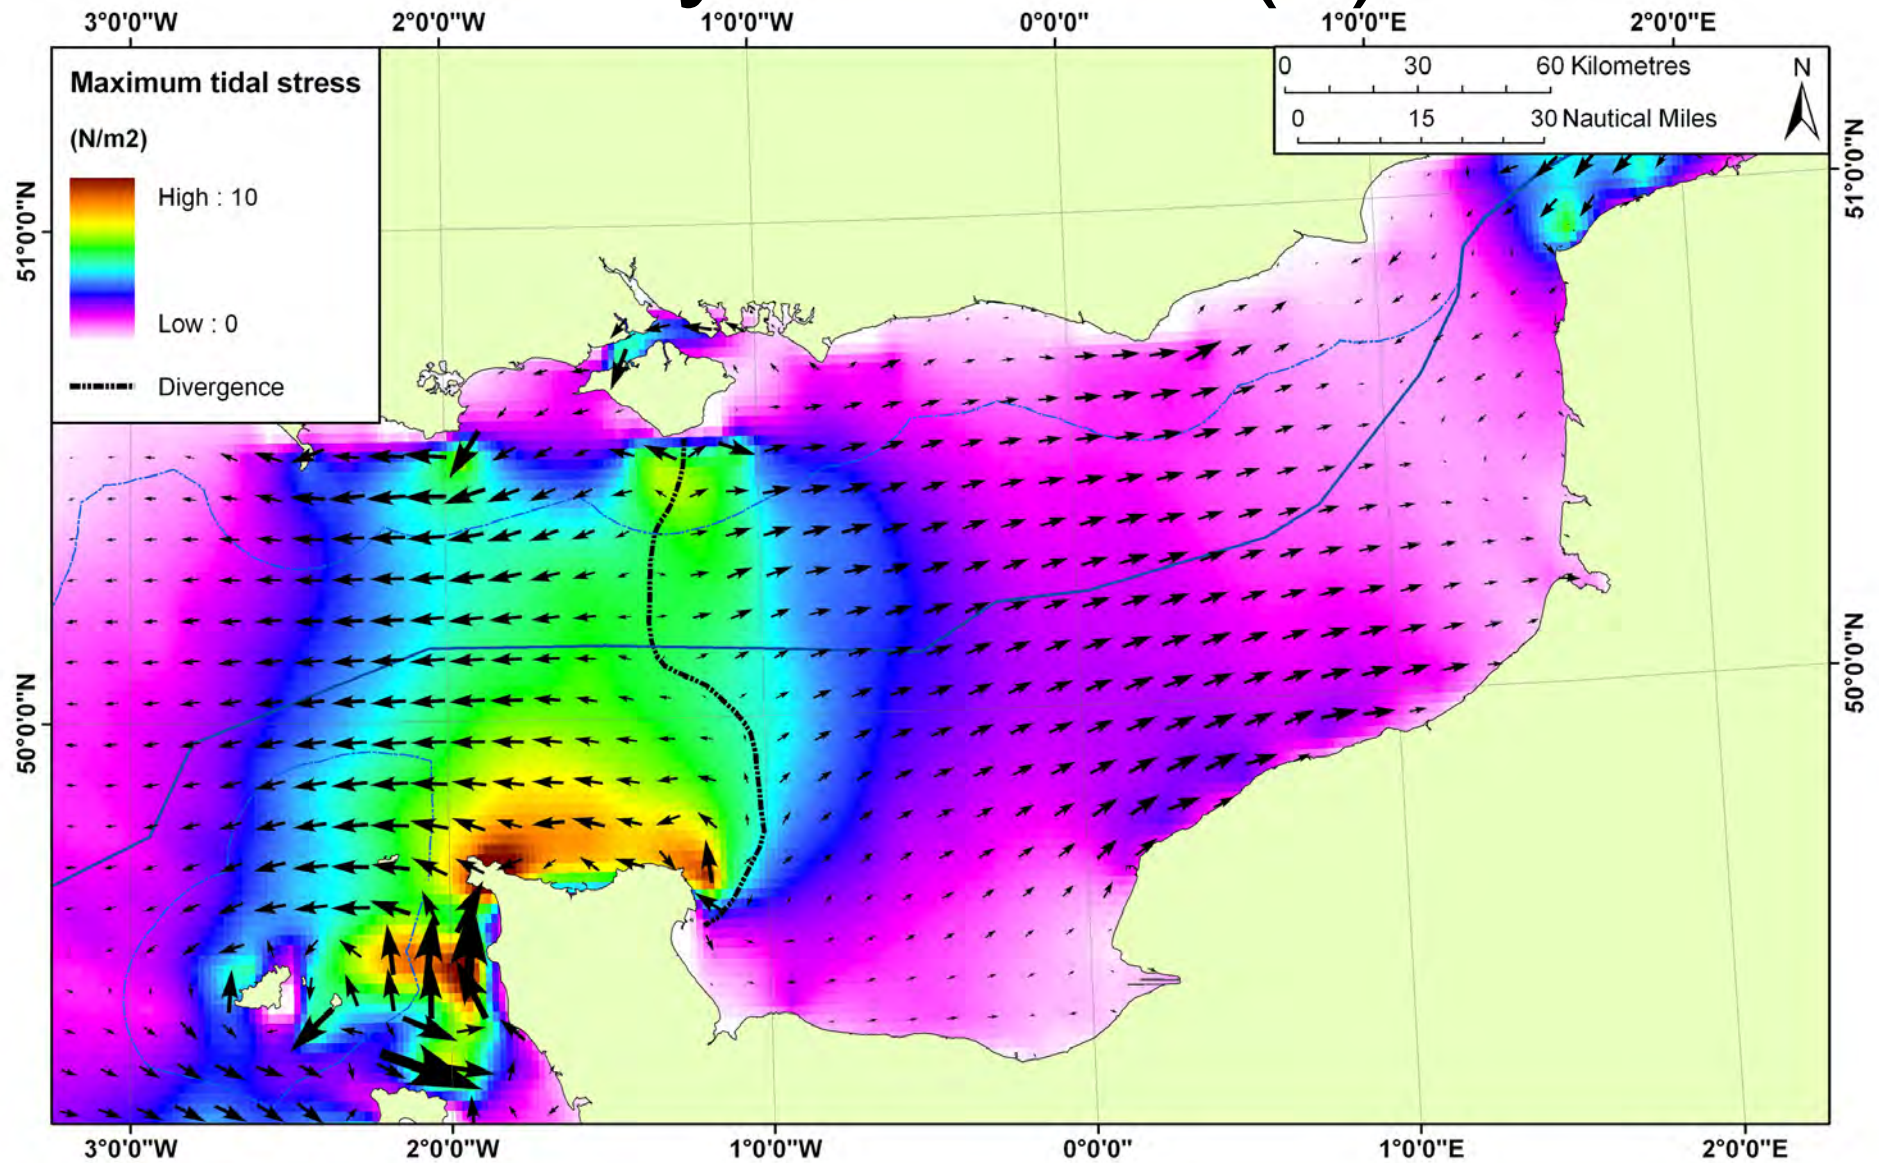 3°0'0"W 2°0'0"W 1°0'0"W 0°0'0" 1°0'0"E 2°0'0"E
Maximum tidal stress
(N/m2)
High : 10
Low : 0
Divergence
0 30 60 Kilometres
0 15 30 Nautical Miles
N
51°0'0"N
51°0'0"N
50°0'0"N
50°0'0"N
3°0'0"W 2°0'0"W 1°0'0"W 0°0'0" 1°0'0"E 2°0'0"E